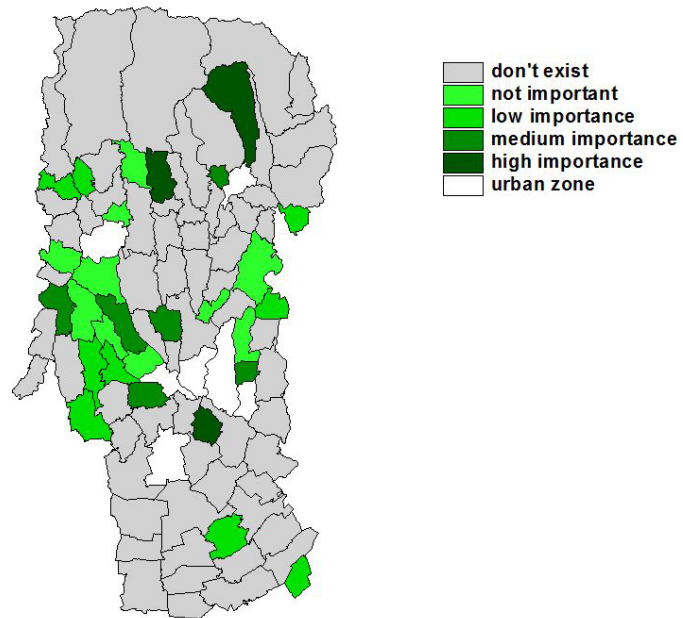 don't exist
not important
low importance
medium importance
high importance
urban zone